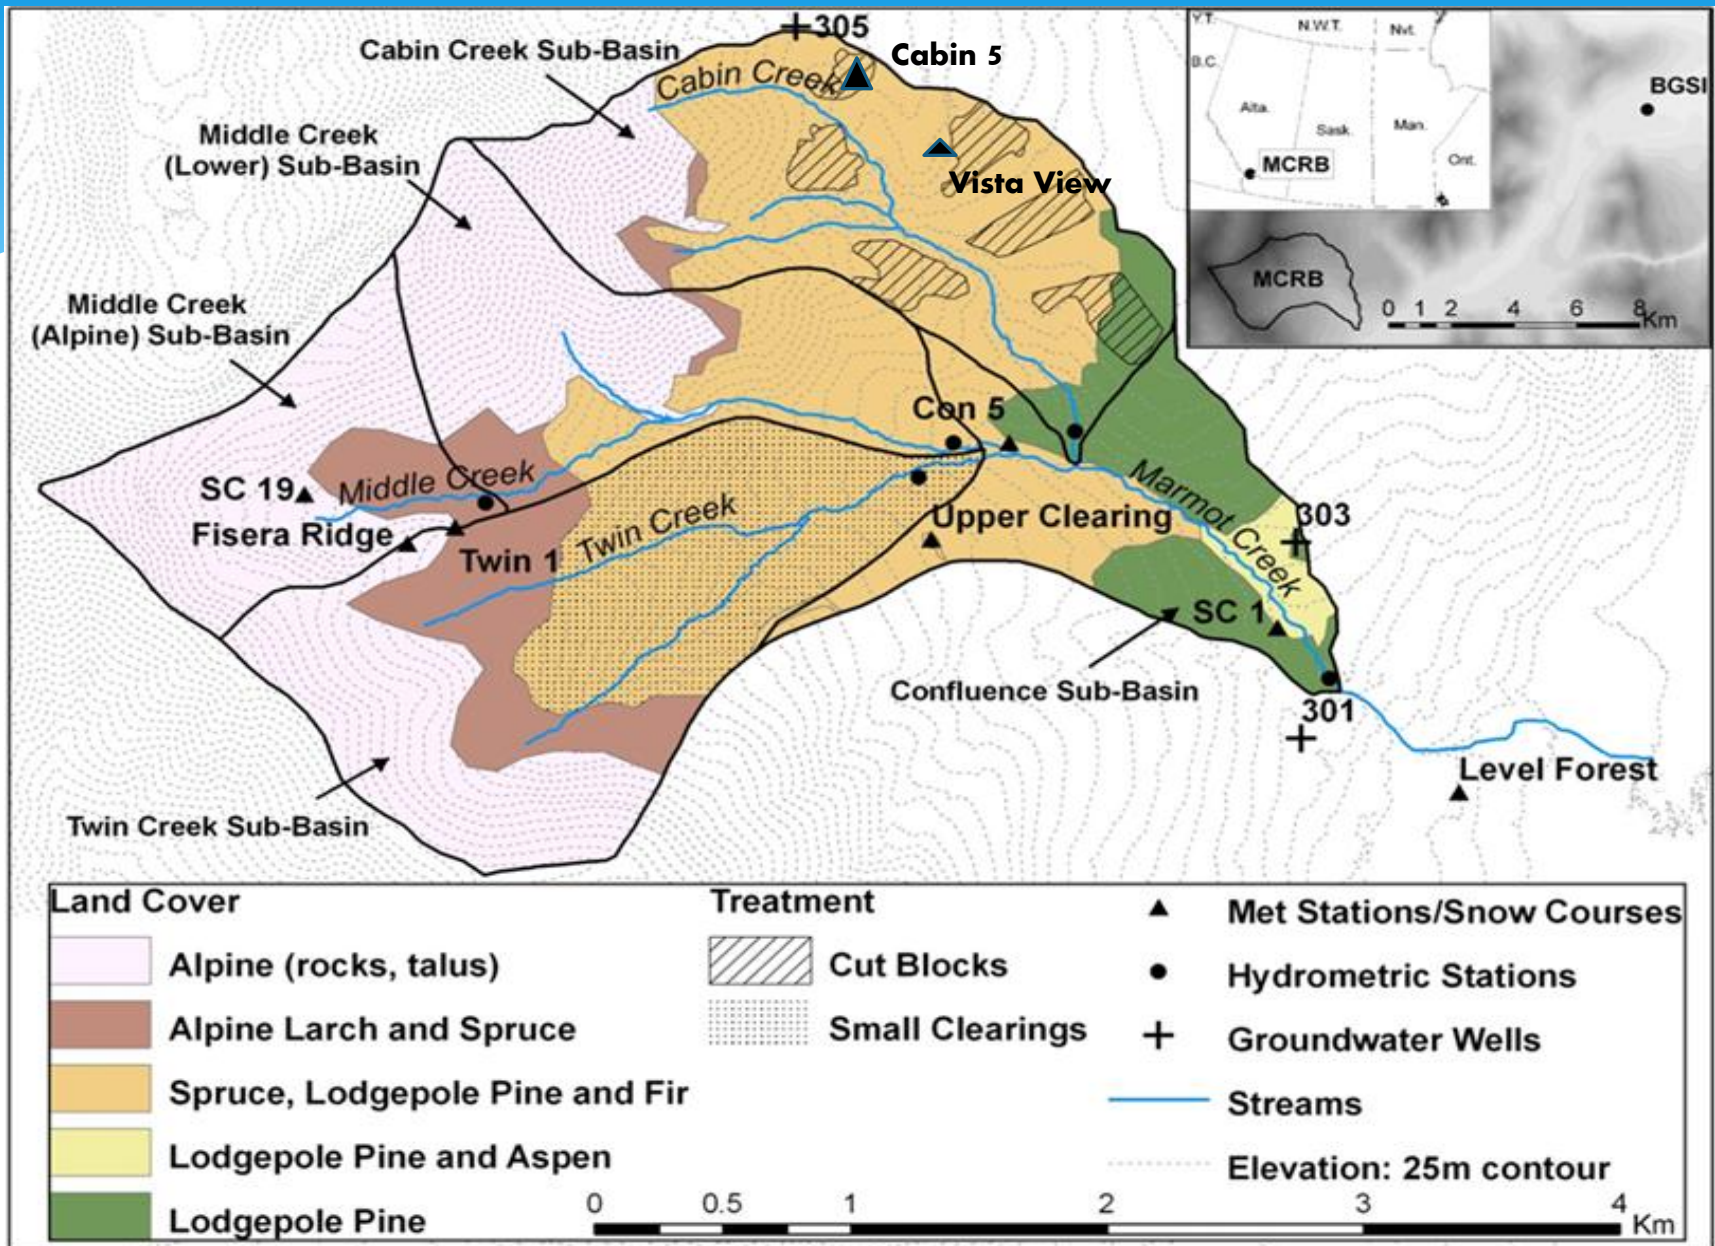 305
Cabin Creek Sub-Basin
Cabin 5
Cabin Creek
Middle Creek
(Lower) Sub-Basin
Vista View
Middle Creek
(Alpine) Sub-Basin
Con 5
SC 19
Middle Creek
Fisera Ridge
Twin 1
Twin Creek
Upper Clearing
Marmot Creek
303
SC 1
Confluence Sub-Basin
301
Level Forest
Twin Creek Sub-Basin
Y.T.
N.W.T.
Nvt.
B.C.
Alta.
Sask.
Man.
Ont.
MCRB
BGSI
MCRB
0 1 2 4 6 8 Km
Land Cover
Alpine (rocks, talus)
Alpine Larch and Spruce
Spruce, Lodgepole Pine and Fir
Lodgepole Pine and Aspen
Lodgepole Pine
Treatment
Cut Blocks
Small Clearings
Met Stations/Snow Courses
Hydrometric Stations
Groundwater Wells
Streams
Elevation: 25m contour
0 0.5 1 2 3 4 Km